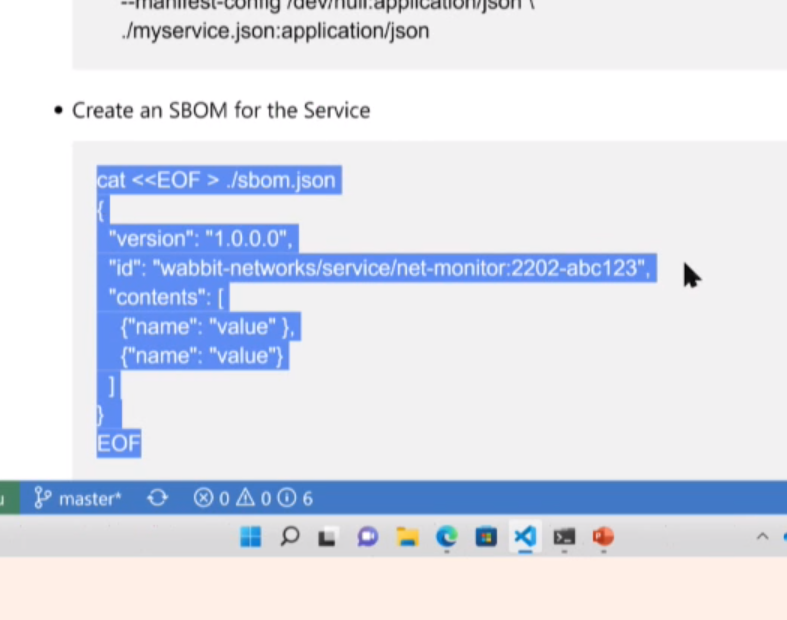 --manifest-config /dev/null:application/json \
./myservice.json:application/json
• Create an SBOM for the Service
cat <<EOF > ./sbom.json
{
"version": "1.0.0.0",
"id": "wabbit-networks/service/net-monitor:2202-abc123",
"contents": [
{"name": "value" },
{"name": "value"}
]
}
EOF
master* 0 0 6